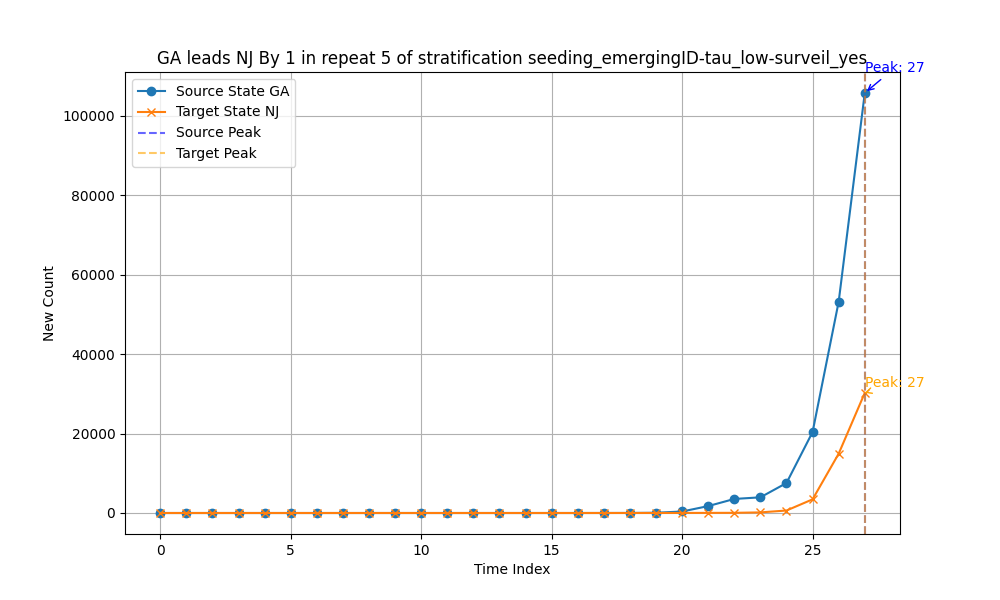 GA leads NJ By 1 in repeat 5 of stratification seeding_emergingID-tau_low-surveil_yes
Peak: 27
Source State GA
Target State NJ
Source Peak
Target Peak
100000
80000
60000
40000
20000
0
New Count
Peak: 27
0 5 10 15 20 25
Time Index